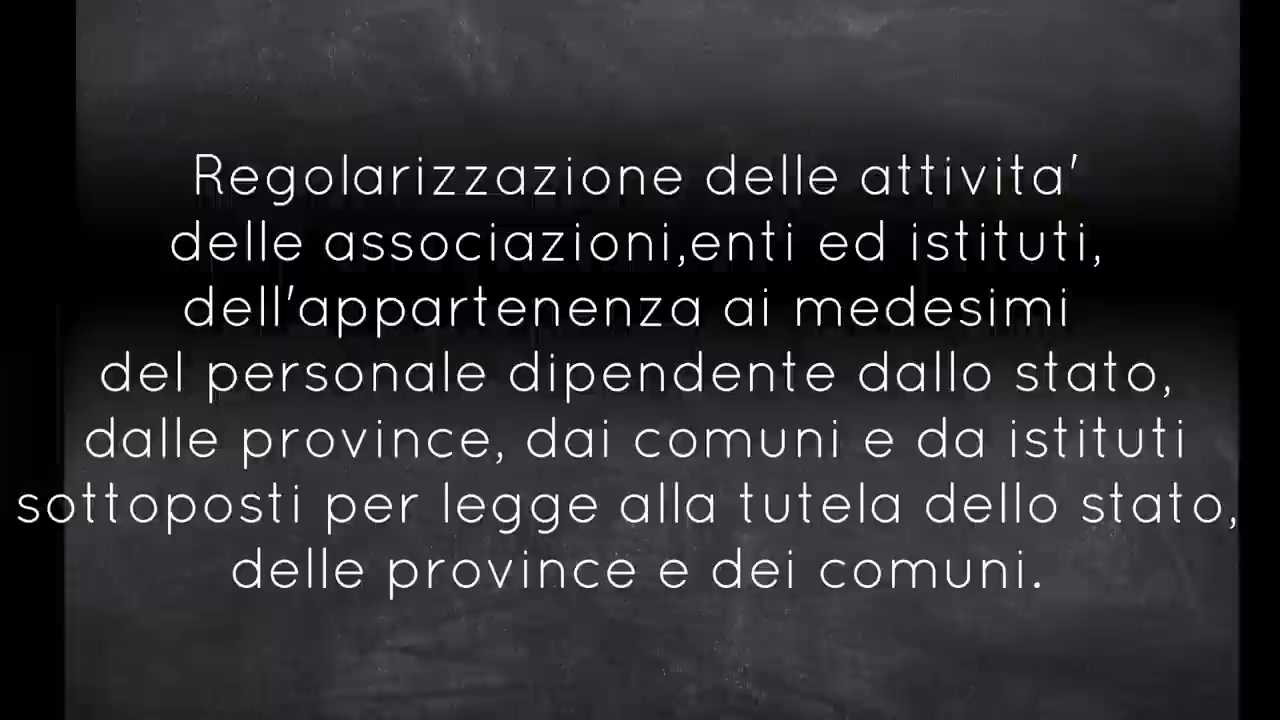 Regolarizzazione delle attivita'
delle associazioni,enti ed istituti,
dell'appartenenza ai medesimi
del personale dipendente dallo stato,
dalle province, dai comuni e da istituti
sottoposti per legge alla tutela dello stato,
delle province e dei comuni.